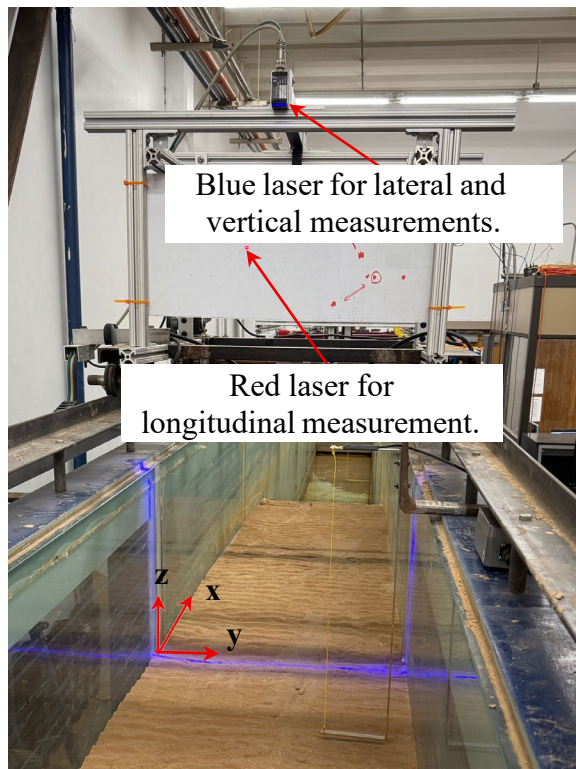 Blue laser for lateral and
vertical measurements.
Red laser for
longitudinal measurement.
z
x
y